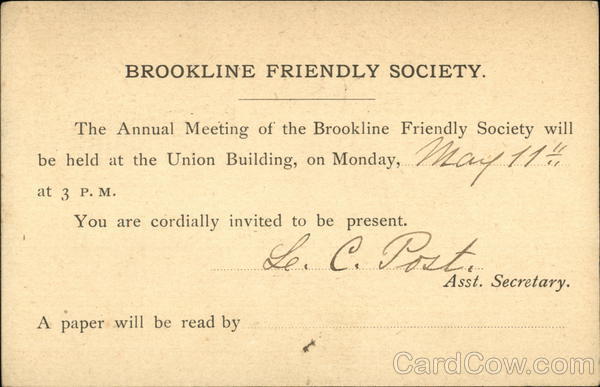 BROOKLINE FRIENDLY SOCIETY.
The Annual Meeting of the Brookline Friendly Society will
be held at the Union Building, on Monday, May 11"
at 3 P. M.
You are cordially invited to be present.
C. Post.
Asst. Secretary.
A paper will be read by
CardCow.com